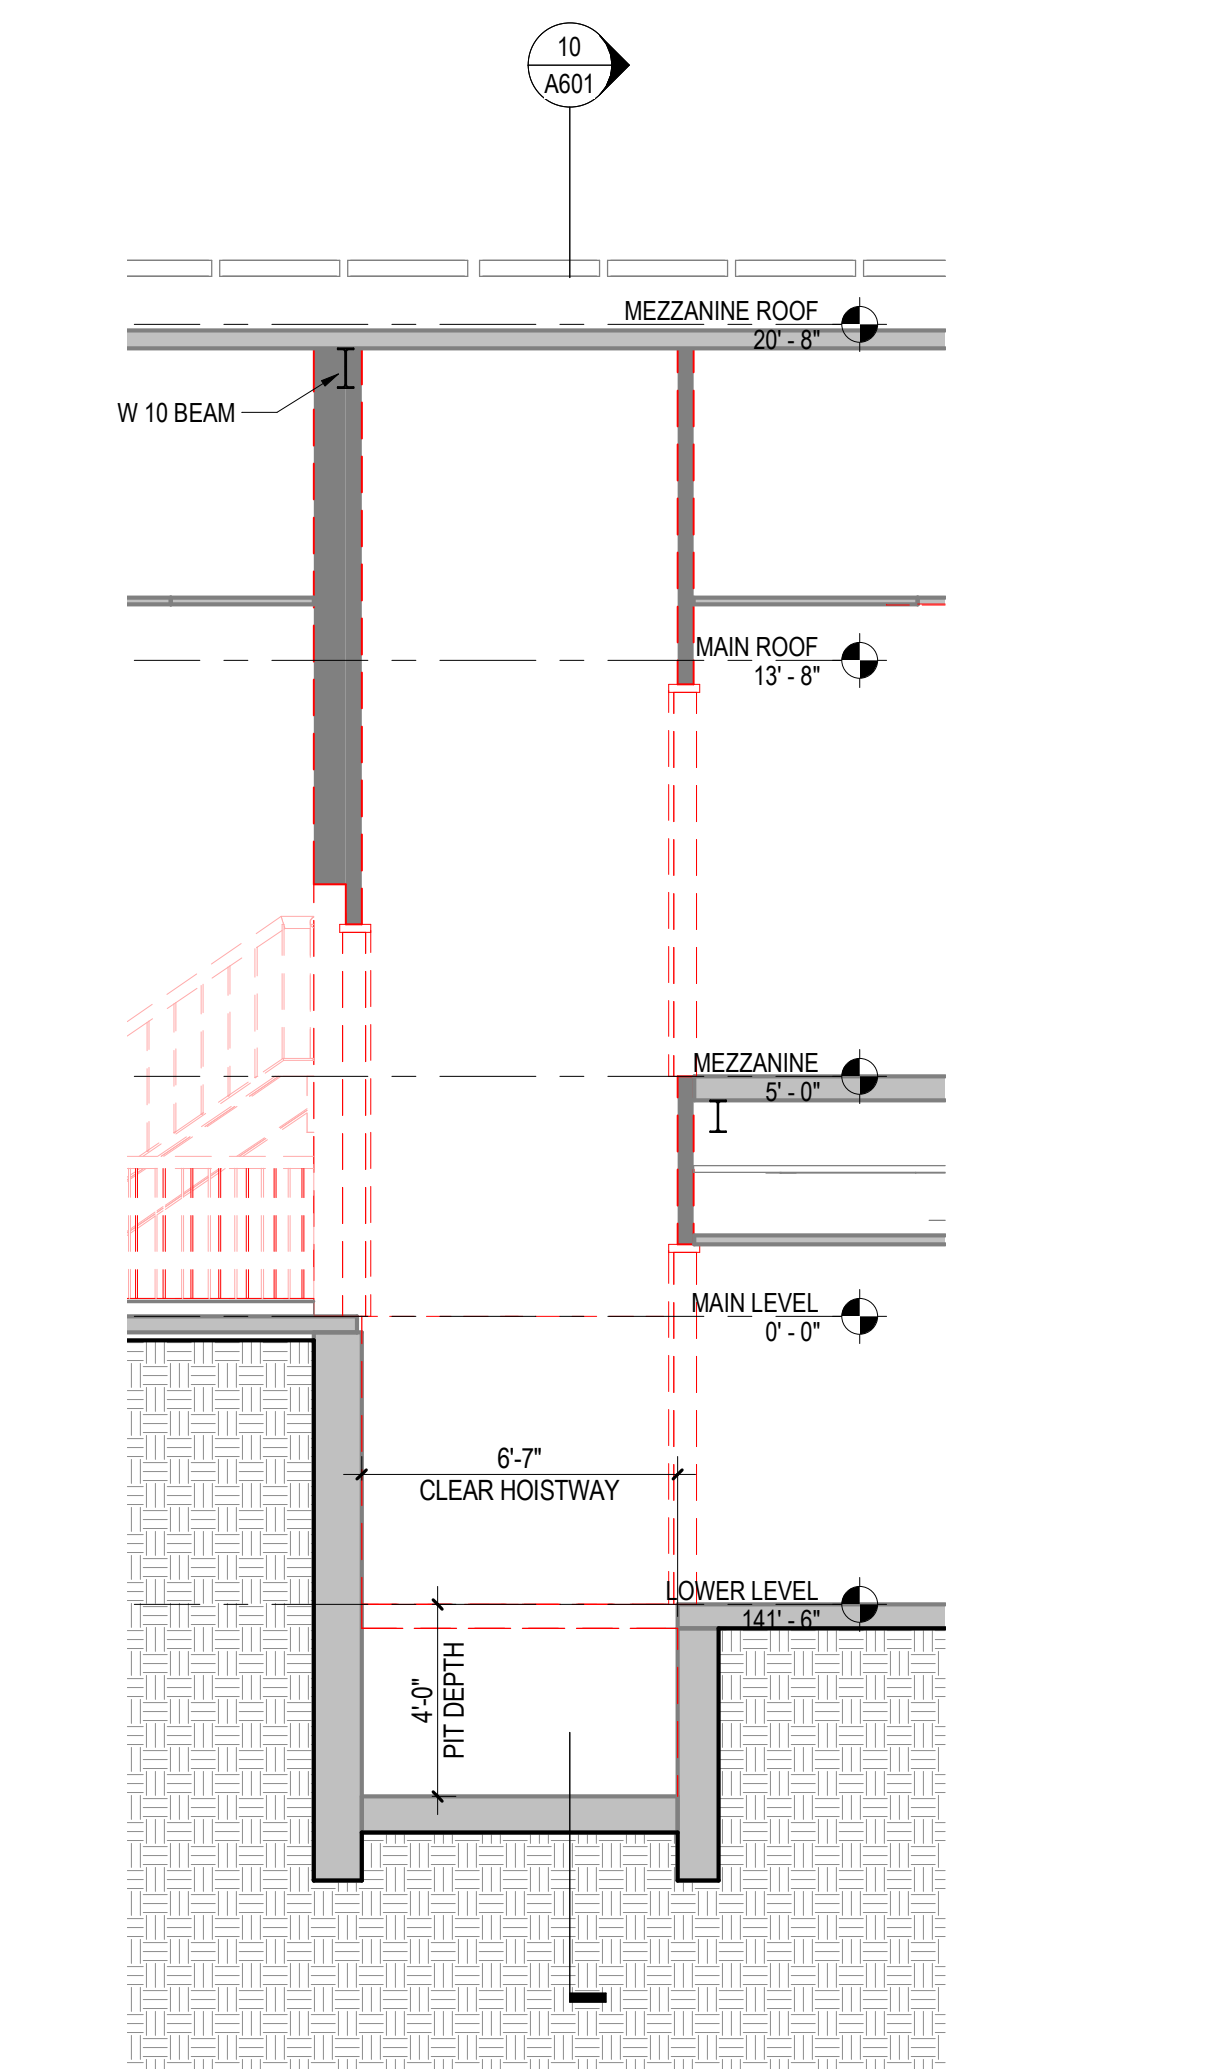 10
A601
MEZZANINE ROOF
20' - 8"
W 10 BEAM
MAIN ROOF
13' - 8"
MEZZANINE
5' - 0"
MAIN LEVEL
0' - 0"
6'-7"
CLEAR HOISTWAY
LOWER LEVEL
141' - 6"
4'-0"
PIT DEPTH